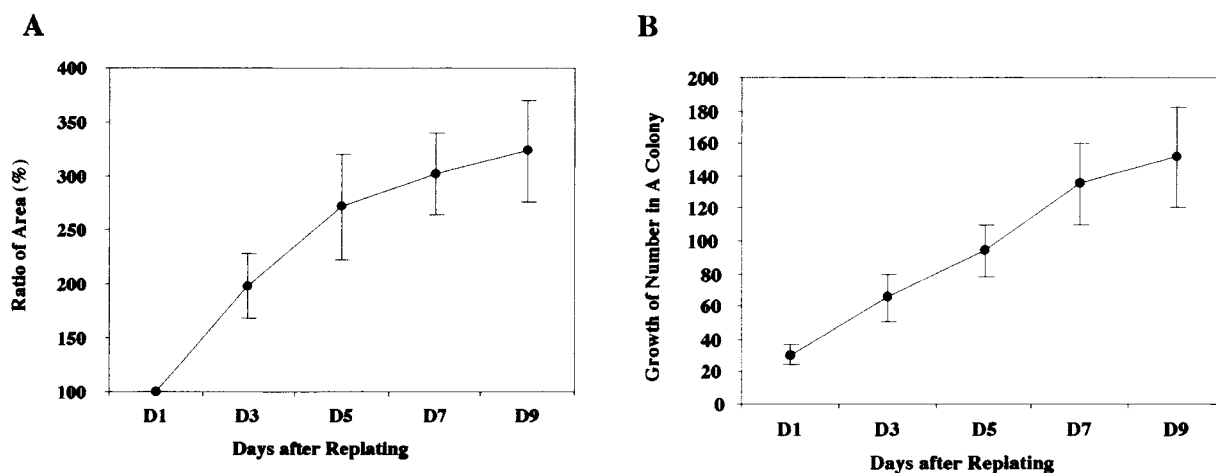 A
400
350
300
250
200
150
100
Ratio of Area (%)
D1 D3 D5 D7 D9
Days after Replating
B
200
180
160
140
120
100
80
60
40
20
0
Growth of Number in A Colony
D1 D3 D5 D7 D9
Days after Replating